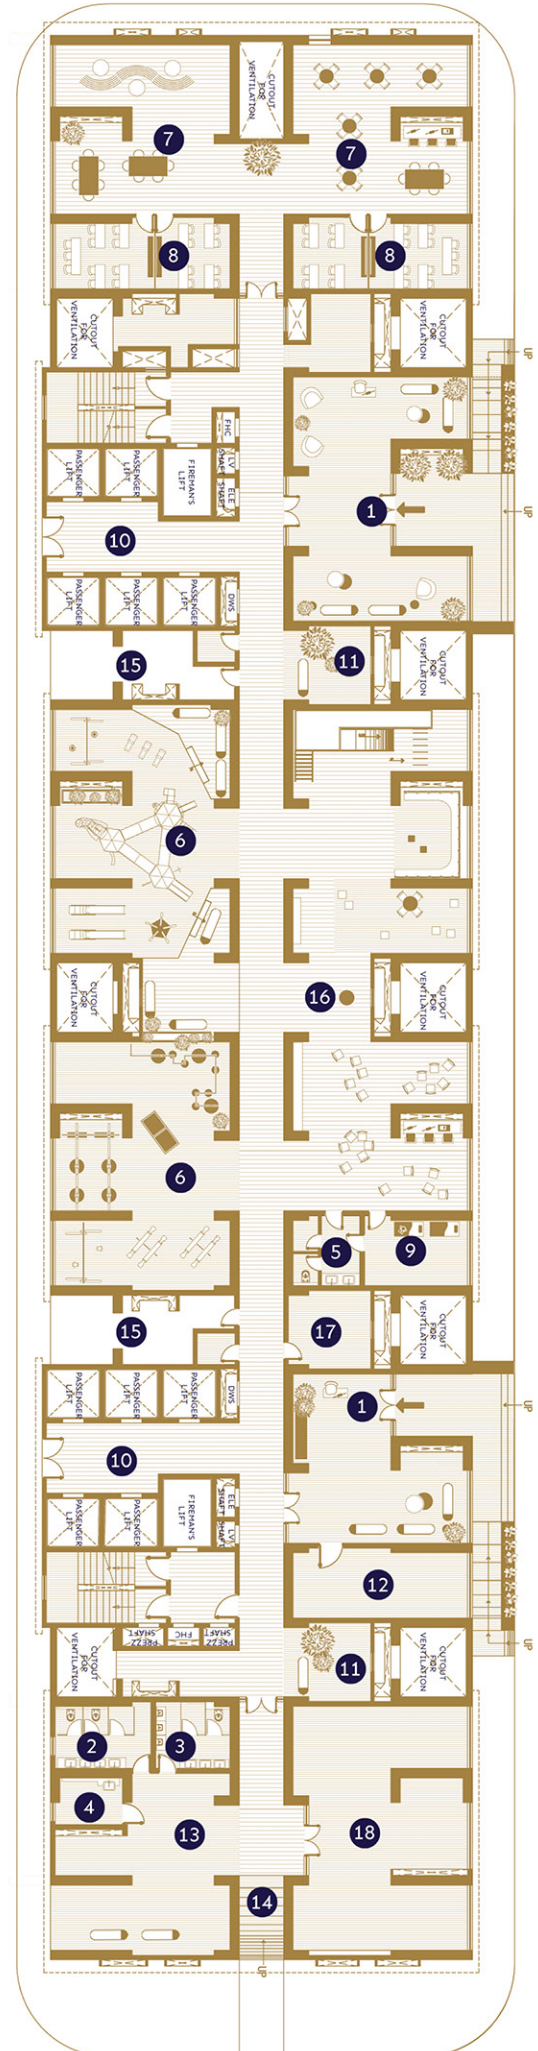 CUTOUT
FOR
VENTILATION
7
7
8
8
CUTOUT
FOR
VENTILATION
CUTOUT
FOR
VENTILATION
UP
FHC
PASSENGER
LIFT
PASSENGER
LIFT
FIREMAN'S
LIFT
LV
SHAFT
ELE
SHAFT
1
UP
10
PASSENGER
LIFT
PASSENGER
LIFT
PASSENGER
LIFT
DWS
15
11
CUTOUT
FOR
VENTILATION
6
CUTOUT
FOR
VENTILATION
16
CUTOUT
FOR
VENTILATION
6
5
9
15
17
CUTOUT
FOR
VENTILATION
PASSENGER
LIFT
PASSENGER
LIFT
PASSENGER
LIFT
DWS
1
UP
10
PASSENGER
LIFT
PASSENGER
LIFT
FIREMAN'S
LIFT
ELE
SHAFT
LV
SHAFT
12
PREZZ
SHAFT
FHC
PREZZ
SHAFT
UP
CUTOUT
FOR
VENTILATION
11
CUTOUT
FOR
VENTILATION
2
3
4
13
18
14
UP